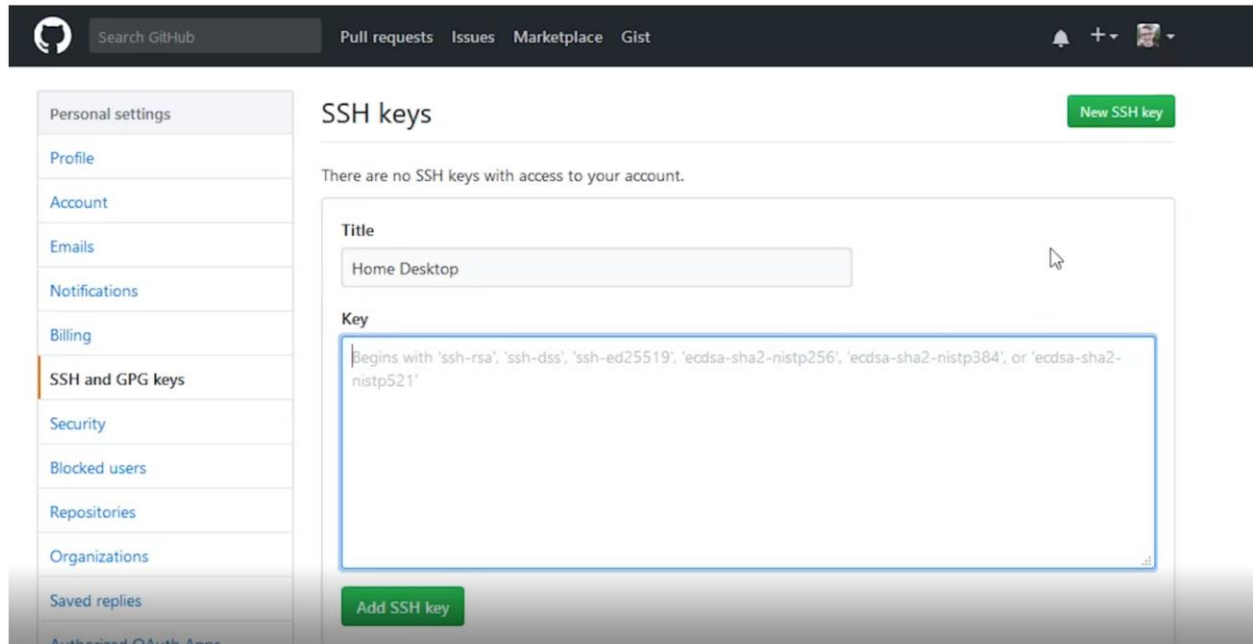 Search GitHub Pull requests Issues Marketplace Gist
Personal settings
Profile
Account
Emails
Notifications
Billing
SSH and GPG keys
Security
Blocked users
Repositories
Organizations
Saved replies
Authorized OAuth Apps
SSH keys
New SSH key
There are no SSH keys with access to your account.
Title
Home Desktop
Key
Begins with 'ssh-rsa', 'ssh-dss', 'ssh-ed25519', 'ecdsa-sha2-nistp256', 'ecdsa-sha2-nistp384', or 'ecdsa-sha2-
nistp521'
Add SSH key